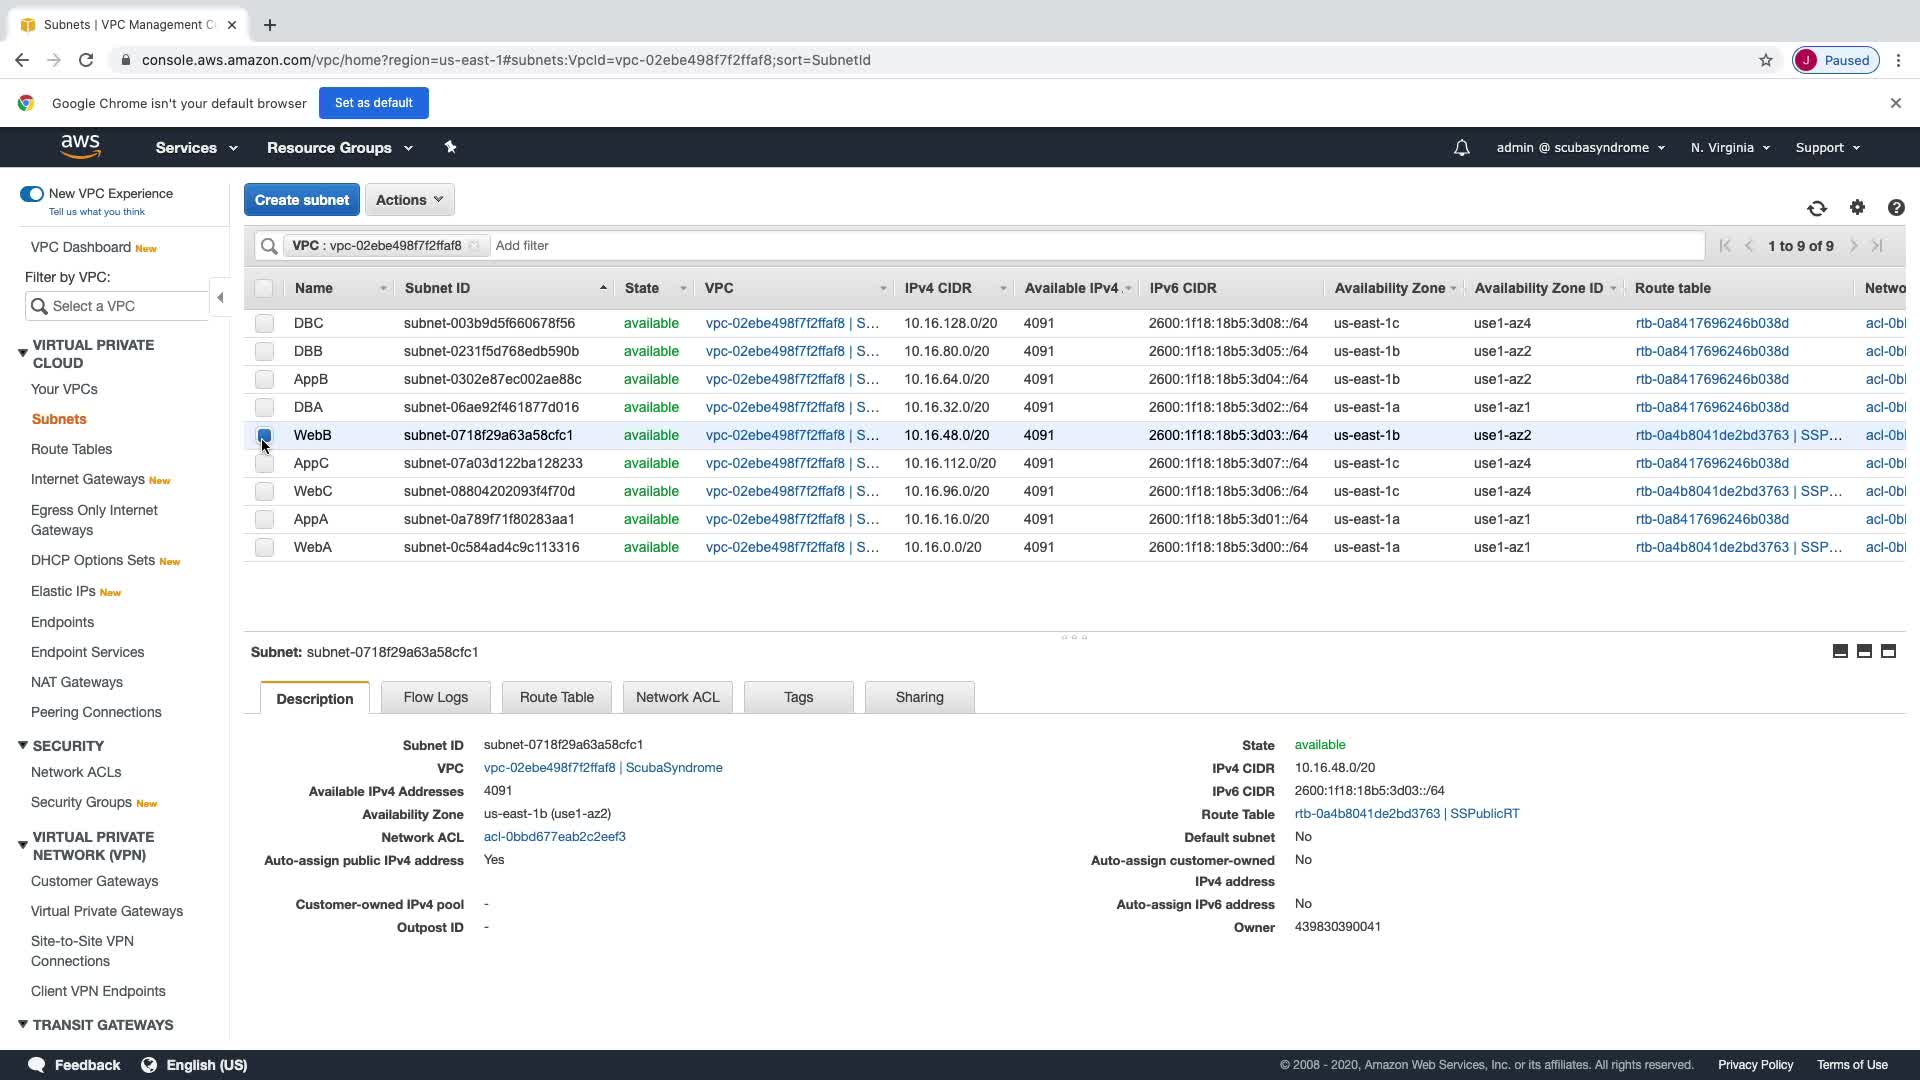 Subnets | VPC Management C
console.aws.amazon.com/vpc/home?region=us-east-1#subnets:VpcId=vpc-02ebe498f7f2ffaf8;sort=SubnetId
J Paused
Google Chrome isn't your default browser Set as default
aws Services Resource Groups admin @ scubasyndrome N. Virginia Support
New VPC Experience
Tell us what you think
VPC Dashboard New
Filter by VPC:
Select a VPC
VIRTUAL PRIVATE
CLOUD
Your VPCs
Subnets
Route Tables
Internet Gateways New
Egress Only Internet
Gateways
DHCP Options Sets New
Elastic IPs New
Endpoints
Endpoint Services
NAT Gateways
Peering Connections
SECURITY
Network ACLs
Security Groups New
VIRTUAL PRIVATE
NETWORK (VPN)
Customer Gateways
Virtual Private Gateways
Site-to-Site VPN
Connections
Client VPN Endpoints
TRANSIT GATEWAYS
Create subnet Actions
VPC : vpc-02ebe498f7f2ffaf8 Add filter 1 to 9 of 9
Name Subnet ID State VPC IPv4 CIDR Available IPv4 IPv6 CIDR Availability Zone Availability Zone ID Route table Netwo
DBC subnet-003b9d5f660678f56 available vpc-02ebe498f7f2ffaf8 | S... 10.16.128.0/20 4091 2600:1f18:18b5:3d08::/64 us-east-1c use1-az4 rtb-0a8417696246b038d acl-0bl
DBB subnet-0231f5d768edb590b available vpc-02ebe498f7f2ffaf8 | S... 10.16.80.0/20 4091 2600:1f18:18b5:3d05::/64 us-east-1b use1-az2 rtb-0a8417696246b038d acl-0bl
AppB subnet-0302e87ec002ae88c available vpc-02ebe498f7f2ffaf8 | S... 10.16.64.0/20 4091 2600:1f18:18b5:3d04::/64 us-east-1b use1-az2 rtb-0a8417696246b038d acl-0bl
DBA subnet-06ae92f461877d016 available vpc-02ebe498f7f2ffaf8 | S... 10.16.32.0/20 4091 2600:1f18:18b5:3d02::/64 us-east-1a use1-az1 rtb-0a8417696246b038d acl-0bl
WebB subnet-0718f29a63a58cfc1 available vpc-02ebe498f7f2ffaf8 | S... 10.16.48.0/20 4091 2600:1f18:18b5:3d03::/64 us-east-1b use1-az2 rtb-0a4b8041de2bd3763 | SSP... acl-0bl
AppC subnet-07a03d122ba128233 available vpc-02ebe498f7f2ffaf8 | S... 10.16.112.0/20 4091 2600:1f18:18b5:3d07::/64 us-east-1c use1-az4 rtb-0a8417696246b038d acl-0bl
WebC subnet-08804202093f4f70d available vpc-02ebe498f7f2ffaf8 | S... 10.16.96.0/20 4091 2600:1f18:18b5:3d06::/64 us-east-1c use1-az4 rtb-0a4b8041de2bd3763 | SSP... acl-0bl
AppA subnet-0a789f71f80283aa1 available vpc-02ebe498f7f2ffaf8 | S... 10.16.16.0/20 4091 2600:1f18:18b5:3d01::/64 us-east-1a use1-az1 rtb-0a8417696246b038d acl-0bl
WebA subnet-0c584ad4c9c113316 available vpc-02ebe498f7f2ffaf8 | S... 10.16.0.0/20 4091 2600:1f18:18b5:3d00::/64 us-east-1a use1-az1 rtb-0a4b8041de2bd3763 | SSP... acl-0bl
Subnet: subnet-0718f29a63a58cfc1
Description Flow Logs Route Table Network ACL Tags Sharing
Subnet ID subnet-0718f29a63a58cfc1
VPC vpc-02ebe498f7f2ffaf8 | ScubaSyndrome
Available IPv4 Addresses 4091
Availability Zone us-east-1b (use1-az2)
Network ACL acl-0bbd677eab2c2eef3
Auto-assign public IPv4 address Yes
Customer-owned IPv4 pool -
Outpost ID -
State available
IPv4 CIDR 10.16.48.0/20
IPv6 CIDR 2600:1f18:18b5:3d03::/64
Route Table rtb-0a4b8041de2bd3763 | SSPublicRT
Default subnet No
Auto-assign customer-owned No
IPv4 address
Auto-assign IPv6 address No
Owner 439830390041
Feedback English (US) © 2008 - 2020, Amazon Web Services, Inc. or its affiliates. All rights reserved. Privacy Policy Terms of Use